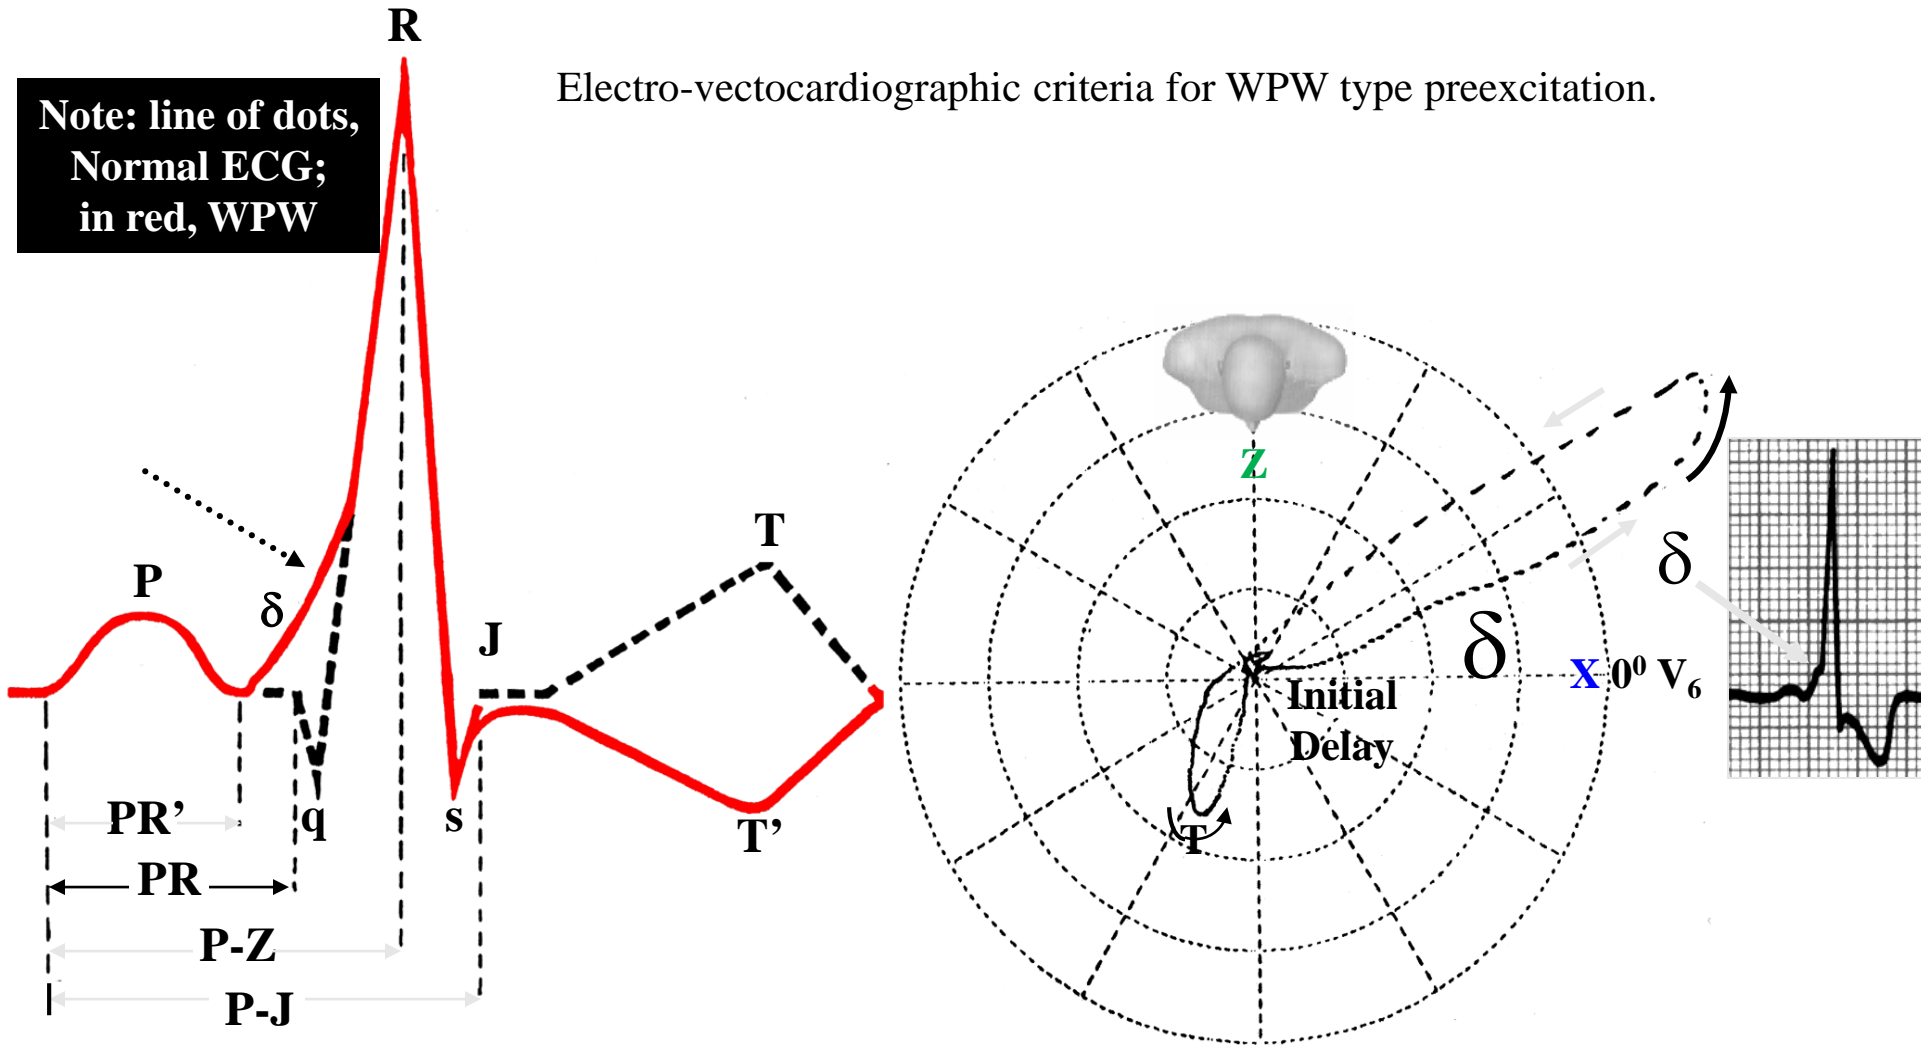 R
Electro-vectocardiographic criteria for WPW type preexcitation.
Note: line of dots,
Normal ECG;
in red, WPW
P
δ
J
T
PR’
q
s
T’
PR
P-Z
P-J
Z
δ
δ
X 0⁰ V₆
Initial
Delay
T